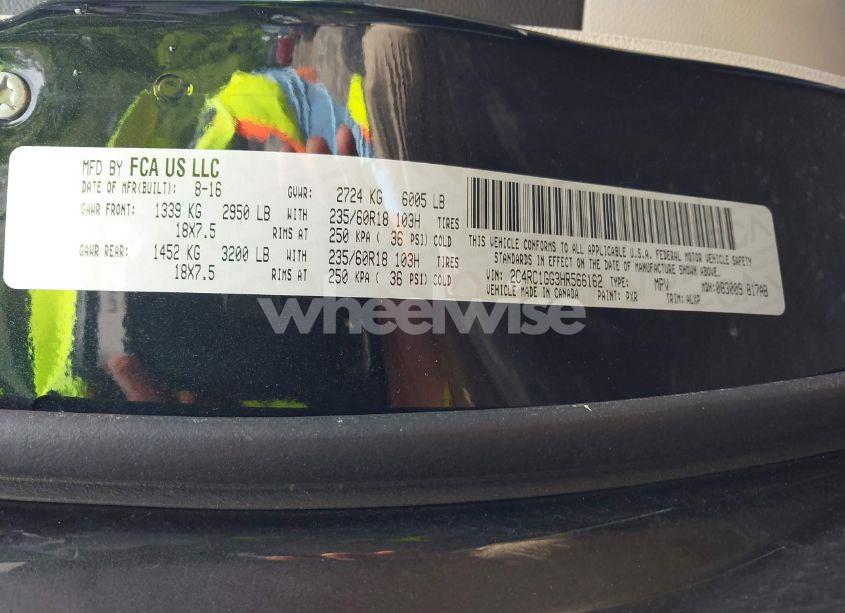 MFD BY FCA US LLC
DATE OF MFR(BUILT): 8-16 GVWR: 2724 KG 6005 LB
GAWR FRONT: 1339 KG 2950 LB WITH 235/60R18 103H TIRES
18X7.5 RIMS AT 250 KPA ( 36 PSI) COLD
GAWR REAR: 1452 KG 3200 LB WITH 235/60R18 103H TIRES
18X7.5 RIMS AT 250 KPA ( 36 PSI) COLD
THIS VEHICLE CONFORMS TO ALL APPLICABLE U.S.A. FEDERAL MOTOR VEHICLE SAFETY
STANDARDS IN EFFECT ON THE DATE OF MANUFACTURE SHOWN ABOVE.
VIN: 2C4RC1GG3HR566162 TYPE: MPV MDH: 083009 817AB
VEHICLE MADE IN CANADA PAINT: PXR TRIM: ALXP
wheelwise